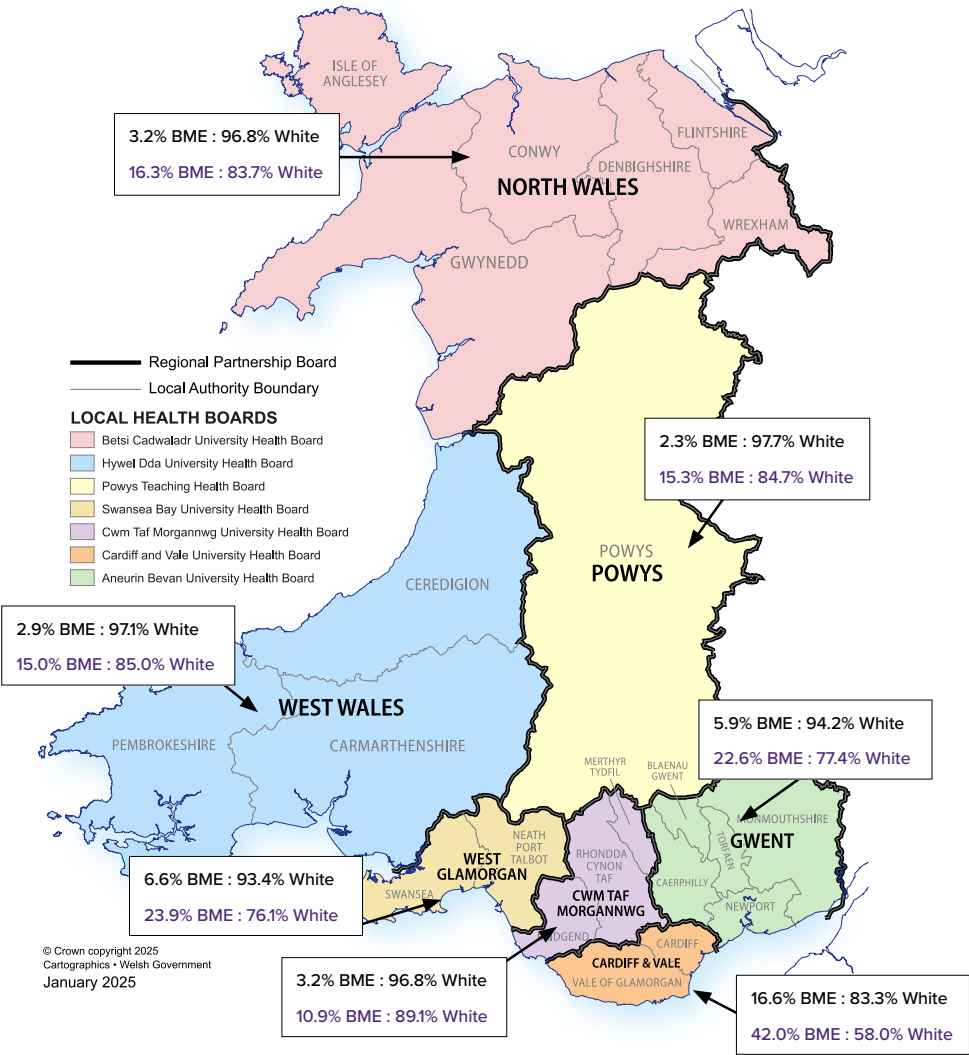 ISLE OF
ANGLESEY
3.2% BME : 96.8% White
16.3% BME : 83.7% White
FLINTSHIRE
CONWY
DENBIGHSHIRE
NORTH WALES
WREXHAM
GWYNEDD
Regional Partnership Board
Local Authority Boundary
LOCAL HEALTH BOARDS
Betsi Cadwaladr University Health Board
Hywel Dda University Health Board
Powys Teaching Health Board
Swansea Bay University Health Board
Cwm Taf Morgannwg University Health Board
Cardiff and Vale University Health Board
Aneurin Bevan University Health Board
2.3% BME : 97.7% White
15.3% BME : 84.7% White
POWYS
POWYS
CEREDIGION
2.9% BME : 97.1% White
15.0% BME : 85.0% White
WEST WALES
PEMBROKESHIRE
CARMARTHENSHIRE
5.9% BME : 94.2% White
22.6% BME : 77.4% White
MERTHYR
TYDFIL
BLAENAU
GWENT
MONMOUTHSHIRE
TORFAEN
GWENT
CAERPHILLY
NEWPORT
NEATH
PORT
TALBOT
WEST
GLAMORGAN
SWANSEA
6.6% BME : 93.4% White
23.9% BME : 76.1% White
RHONDDA
CYNON
TAF
CWM TAF
MORGANNWG
CARDIFF
CARDIFF & VALE
VALE OF GLAMORGAN
© Crown copyright 2025
Cartographics • Welsh Government
January 2025
3.2% BME : 96.8% White
10.9% BME : 89.1% White
16.6% BME : 83.3% White
42.0% BME : 58.0% White